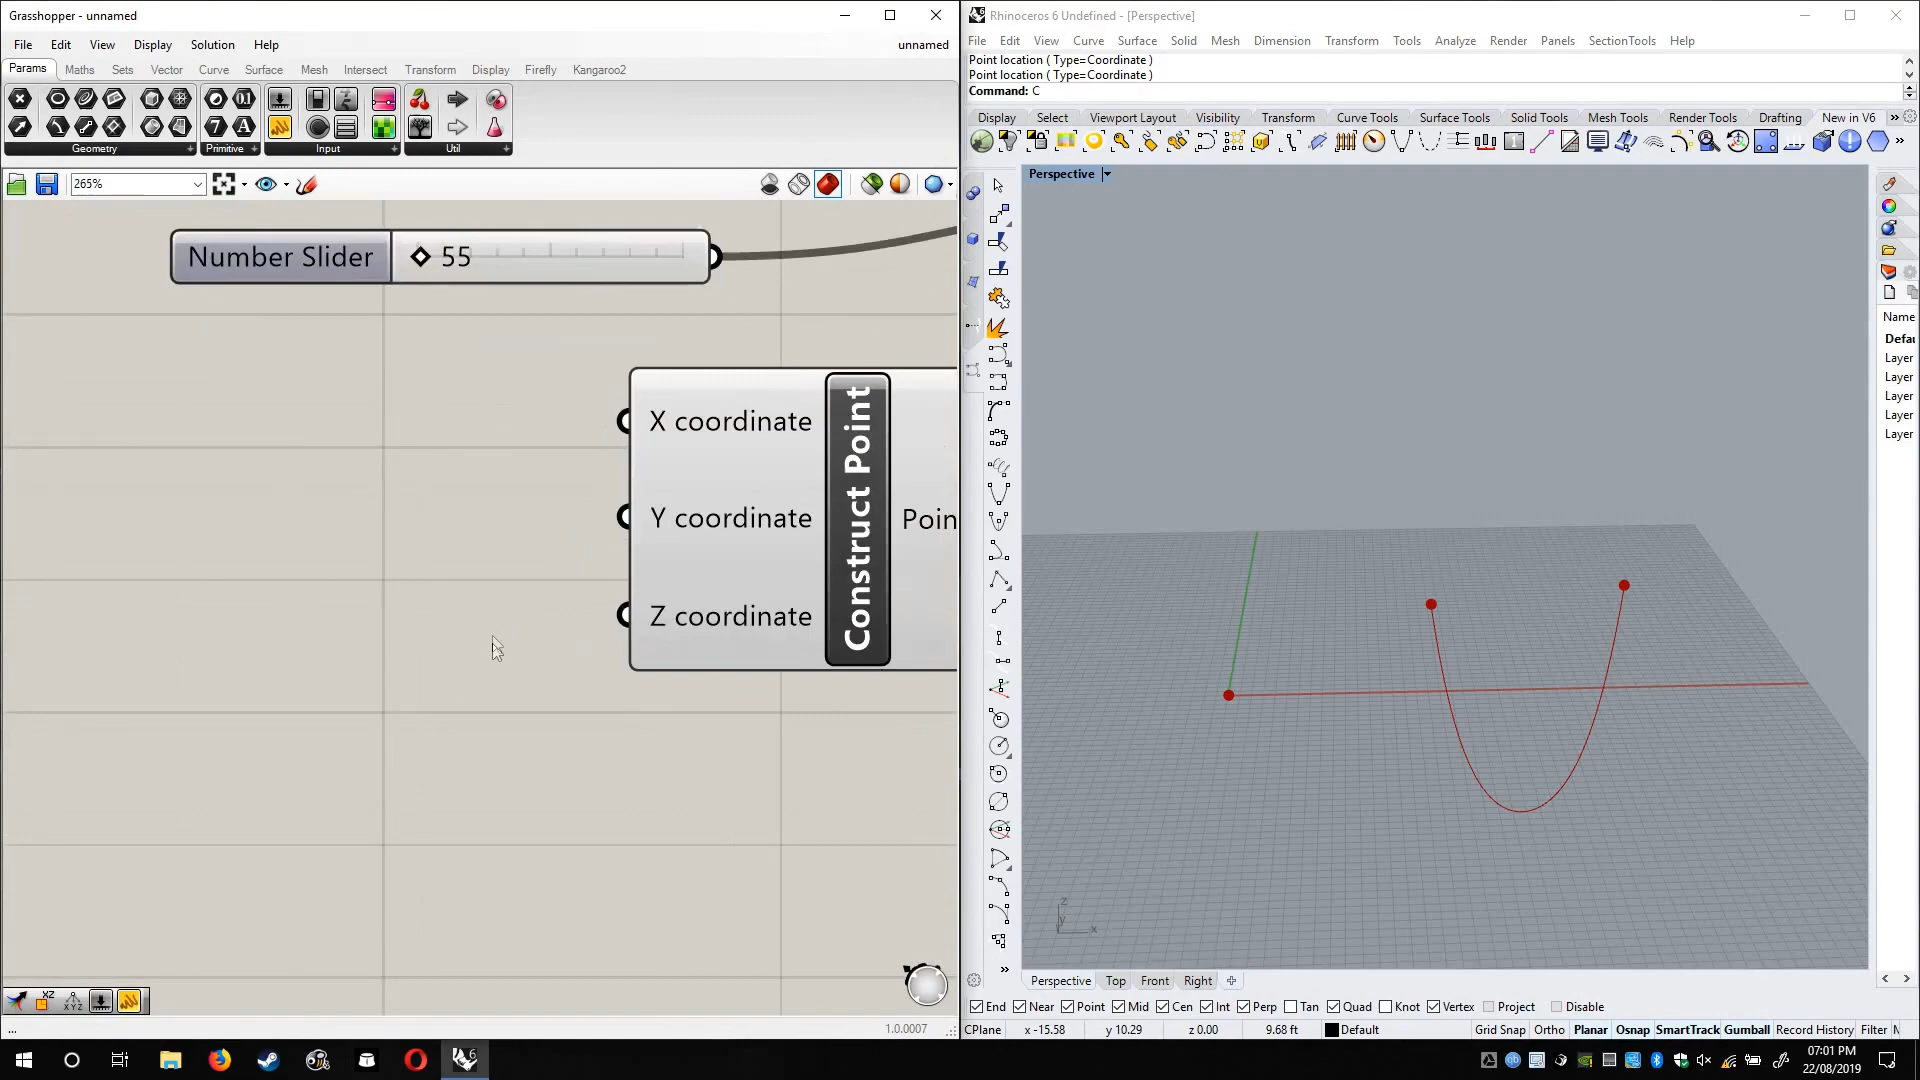 Grasshopper - unnamed
File Edit View Display Solution Help unnamed
Params Maths Sets Vector Curve Surface Mesh Intersect Transform Display Firefly Kangaroo2
Geometry Primitive Input Util
265%
Number Slider 55
X coordinate
Y coordinate
Z coordinate
Construct Point
Poin
1.0.0007
Rhinoceros 6 Undefined - [Perspective]
File Edit View Curve Surface Solid Mesh Dimension Transform Tools Analyze Render Panels SectionTools Help
Point location ( Type=Coordinate )
Point location ( Type=Coordinate )
Command: C
Display Select Viewport Layout Visibility Transform Curve Tools Surface Tools Solid Tools Mesh Tools Render Tools Drafting New in V6
Perspective
Name
Defau
Layer
Layer
Layer
Layer
Layer
z
y
x
Perspective Top Front Right
End Near Point Mid Cen Int Perp Tan Quad Knot Vertex Project Disable
CPlane x -15.58 y 10.29 z 0.00 9.68 ft Default Grid Snap Ortho Planar Osnap SmartTrack Gumball Record History Filter
07:01 PM
22/08/2019